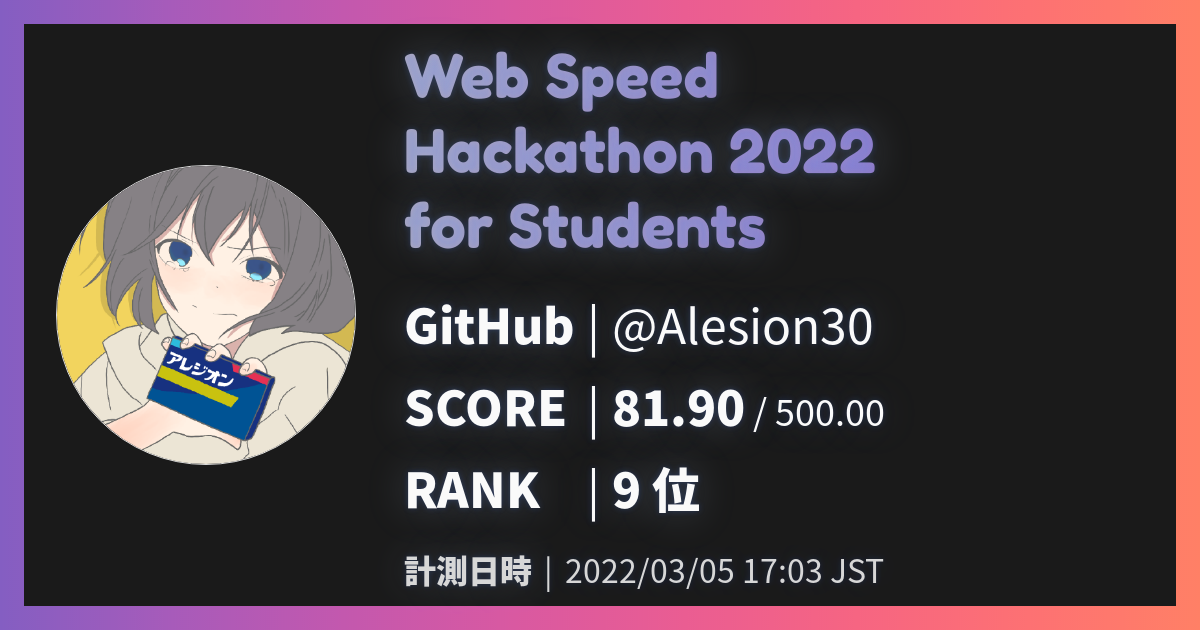 Web Speed
Hackathon 2022
for Students
GitHub | @Alesion30
SCORE | 81.90 / 500.00
RANK | 9 位
計測日時 | 2022/03/05 17:03 JST
アレジオン